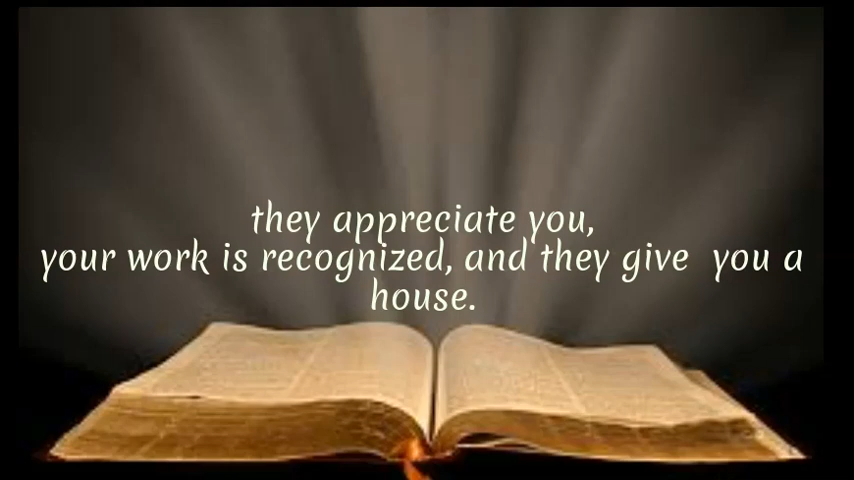 they appreciate you,
your work is recognized, and they give  you a
house.